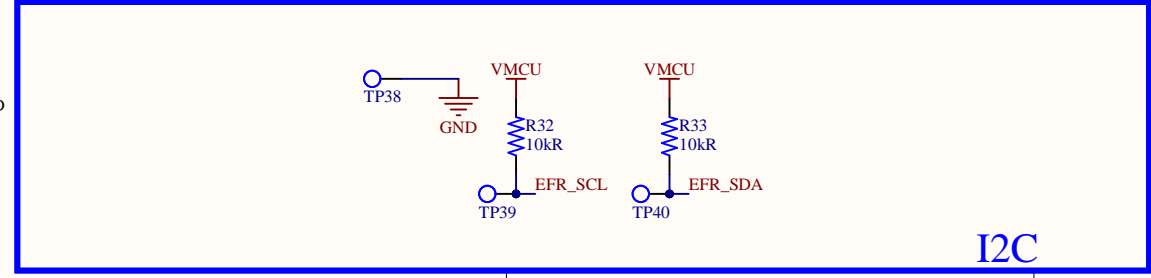 VMCU
VMCU
TP38
GND
R32
10kR
R33
10kR
EFR_SCL
EFR_SDA
TP39
TP40
I2C